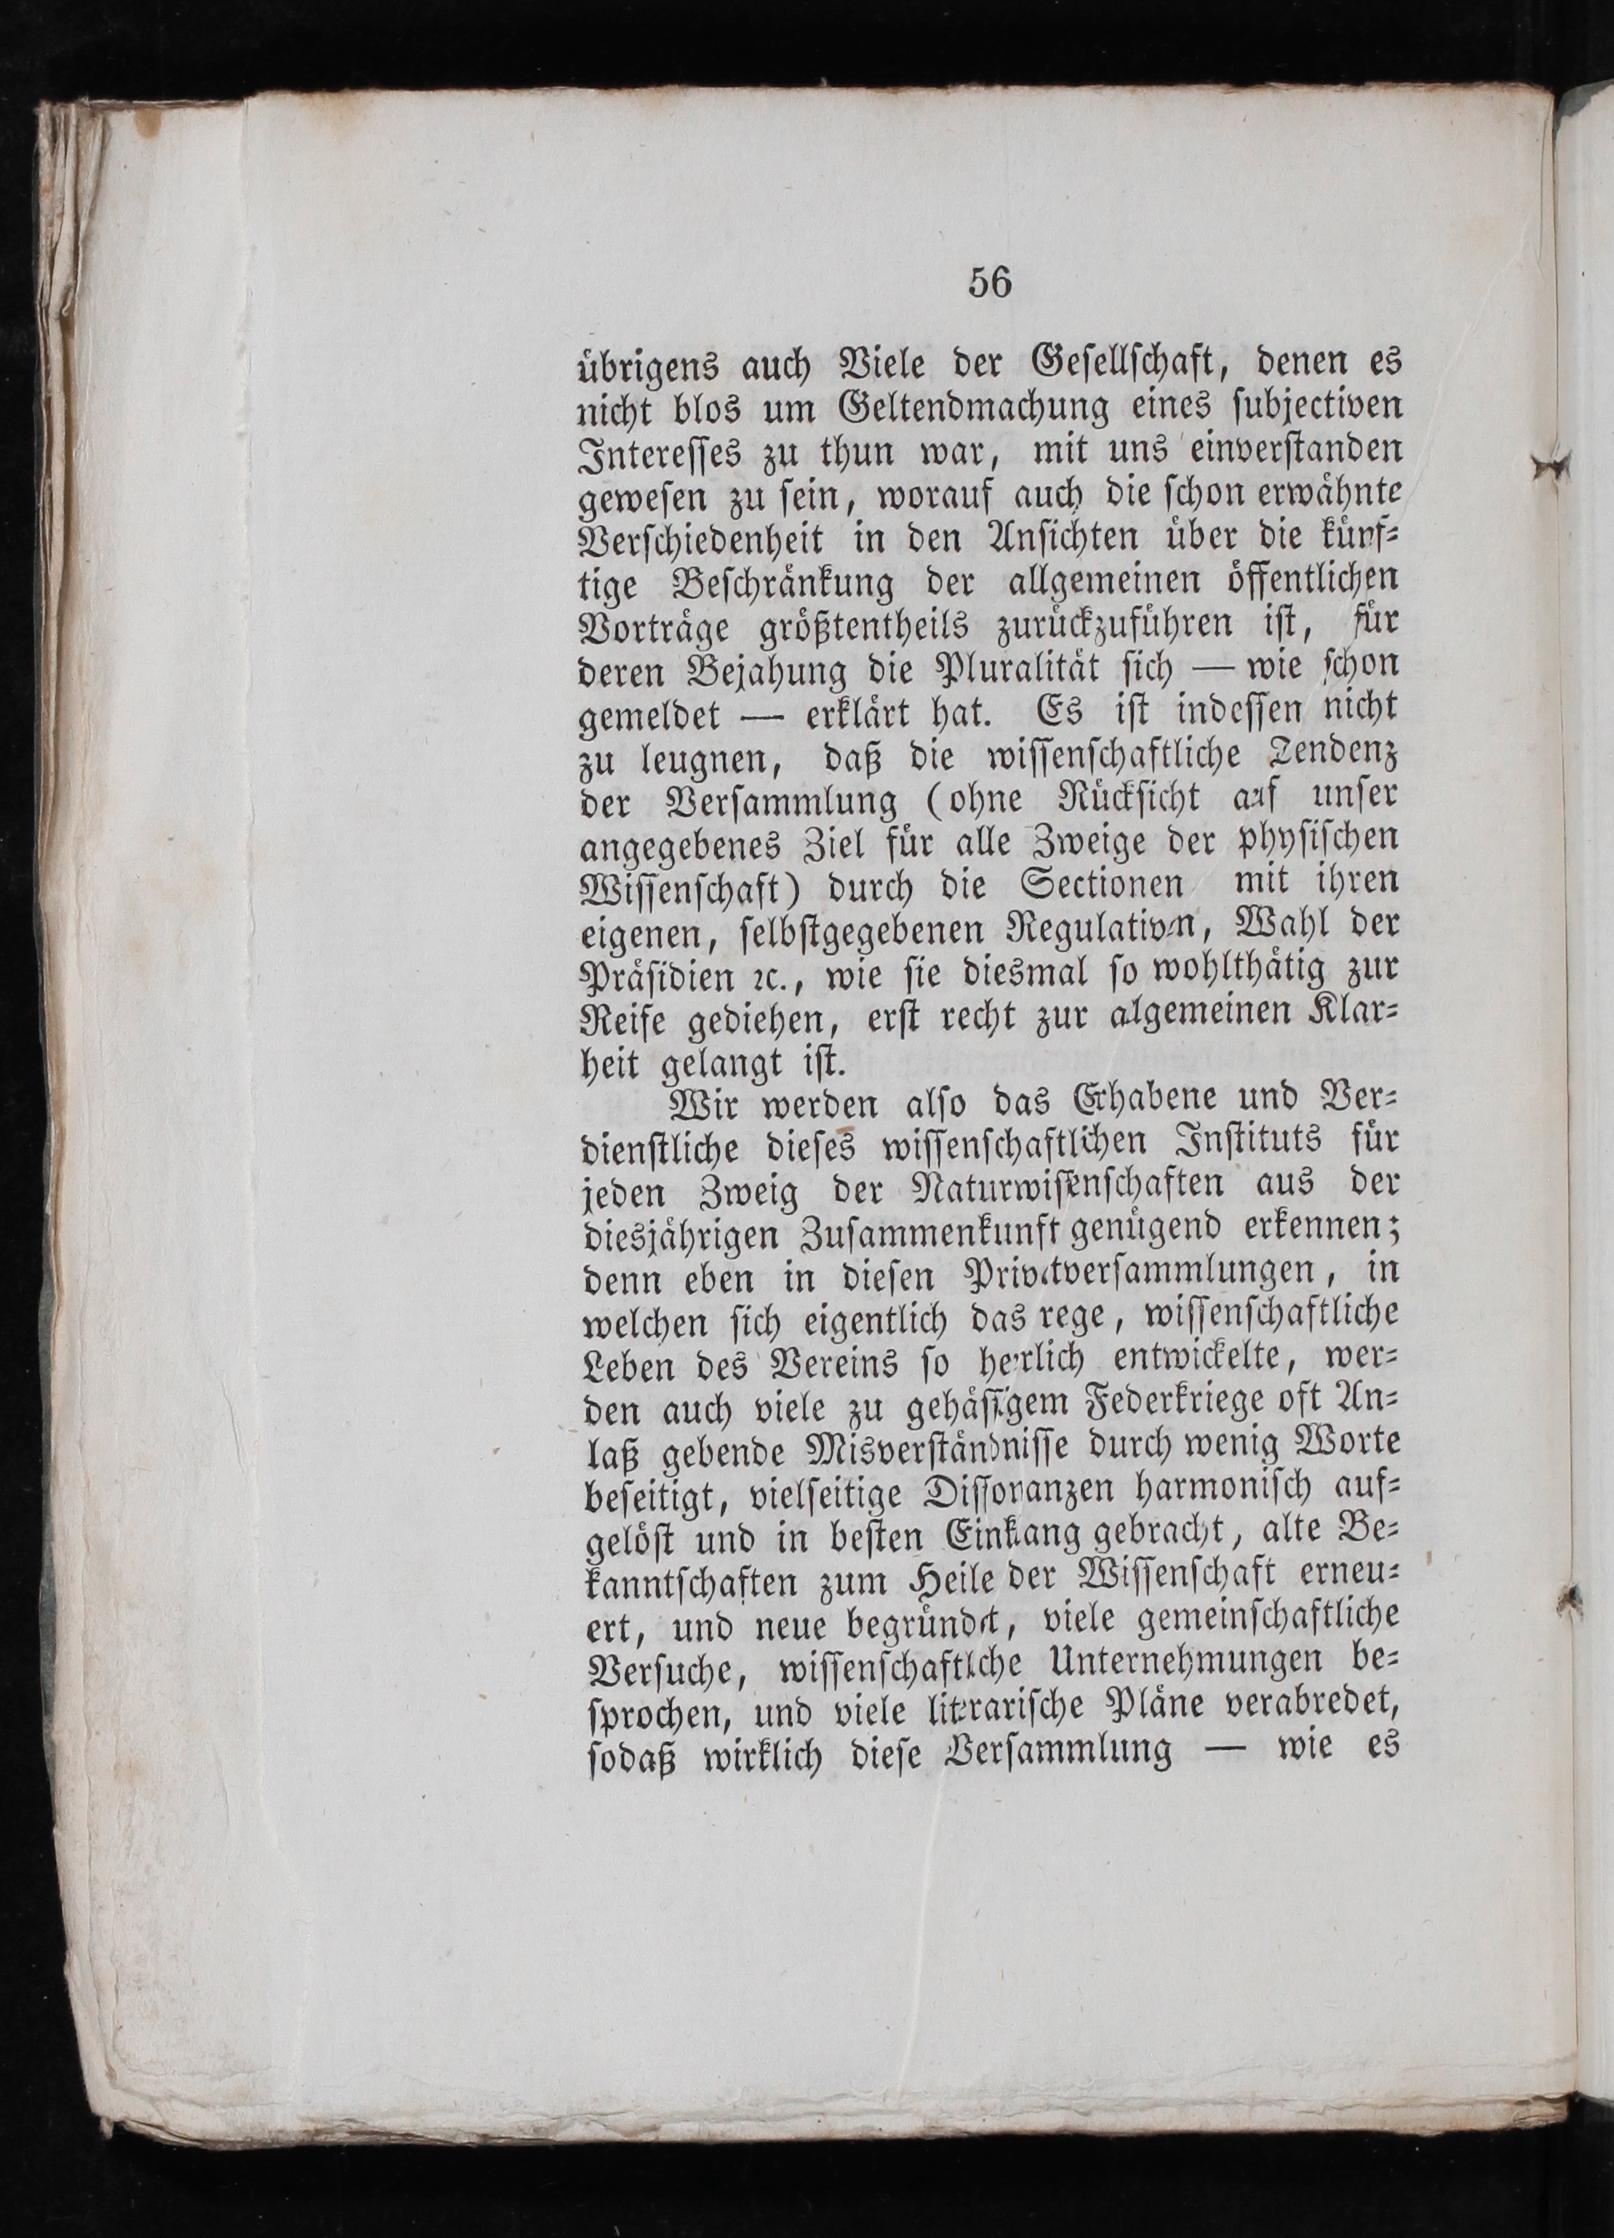 56
übrigens auch Viele der Geſellſchaft, denen es
nicht blos um Geltendmachung eines ſubjectiven
Intereſſes zu thun war, mit uns einverſtanden
geweſen zu ſein, worauf auch die ſchon erwähnte
Verſchiedenheit in den Anſichten über die künf⸗
tige Beſchränkung der allgemeinen öffentlichen
Vorträge größtentheils zurückzuführen iſt, für
deren Bejahung die Pluralität ſich — wie ſchon
gemeldet — erklärt hat. Es iſt indeſſen nicht
zu leugnen, daß die wiſſenſchaftliche Tendenz
der Verſammlung (ohne Rückſicht auf unſer
angegebenes Ziel für alle Zweige der phyſiſchen
Wiſſenſchaft) durch die Sectionen mit ihren
eigenen, ſelbſtgegebenen Regulativen, Wahl der
Präſidien ꝛc., wie ſie diesmal ſo wohlthätig zur
Reife gediehen, erſt recht zur allgemeinen Klar⸗
heit gelangt iſt.
Wir werden alſo das Erhabene und Ver⸗
dienſtliche dieſes wiſſenſchaftlichen Inſtituts für
jeden Zweig der Naturwiſſenſchaften aus der
diesjährigen Zuſammenkunft genügend erkennen;
denn eben in dieſen Privatverſammlungen, in
welchen ſich eigentlich das rege, wiſſenſchaftliche
Leben des Vereins ſo herrlich entwickelte, wer⸗
den auch viele zu gehäſſigem Federkriege oft An⸗
laß gebende Misverſtändniſſe durch wenig Worte
beſeitigt, vielſeitige Diſſonanzen harmoniſch auf⸗
gelöſt und in beſten Einklang gebracht, alte Be⸗
kanntſchaften zum Heile der Wiſſenſchaft erneu⸗
ert, und neue begründet, viele gemeinſchaftliche
Verſuche, wiſſenſchaftliche Unternehmungen be⸗
ſprochen, und viele literariſche Pläne verabredet,
ſodaß wirklich dieſe Verſammlung — wie es